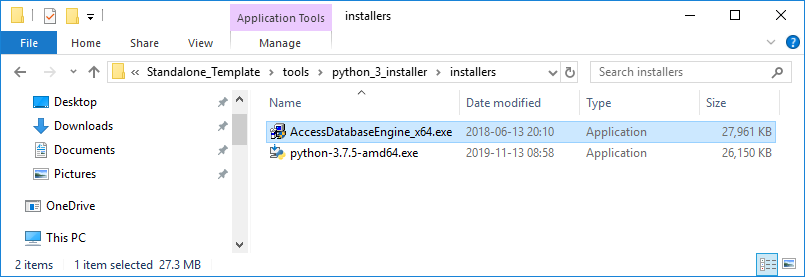 Application Tools installers
File Home Share View Manage
« Standalone_Template › tools › python_3_installer › installers Search installers
Name Date modified Type Size
Desktop
Downloads
Documents
Pictures
OneDrive
This PC
AccessDatabaseEngine_x64.exe 2018-06-13 20:10 Application 27,961 KB
python-3.7.5-amd64.exe 2019-11-13 08:58 Application 26,150 KB
2 items 1 item selected 27.3 MB